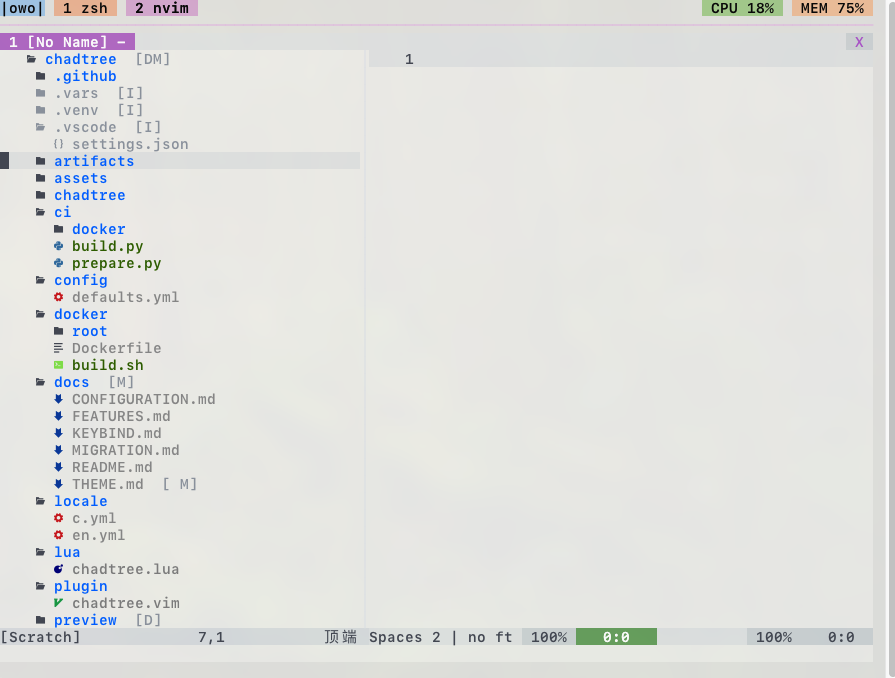 |owo| 1 zsh 2 nvim CPU 18% MEM 75%
1 [No Name] – X
chadtree [DM] 1
.github
.vars [I]
.venv [I]
.vscode [I]
{} settings.json
artifacts
assets
chadtree
ci
docker
build.py
prepare.py
config
defaults.yml
docker
root
Dockerfile
build.sh
docs [M]
CONFIGURATION.md
FEATURES.md
KEYBIND.md
MIGRATION.md
README.md
THEME.md [ M]
locale
c.yml
en.yml
lua
chadtree.lua
plugin
chadtree.vim
preview [D]
[Scratch] 7,1 顶端 Spaces 2 | no ft 100% 0:0 100% 0:0